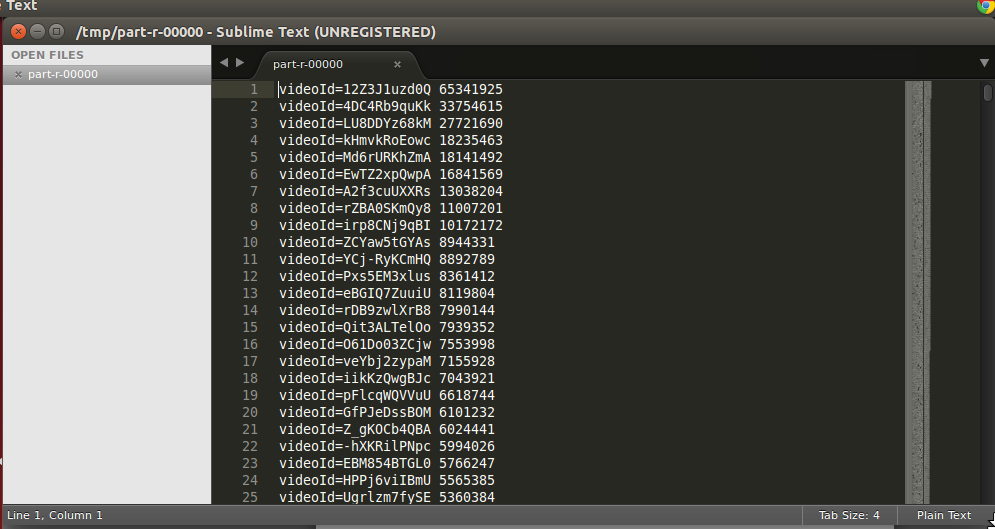 e Text
/tmp/part-r-00000 - Sublime Text (UNREGISTERED)
OPEN FILES
part-r-00000
part-r-00000
1 videoId=12Z3J1uzd0Q 65341925
2 videoId=4DC4Rb9quKk 33754615
3 videoId=LU8DDYz68kM 27721690
4 videoId=kHmvkRoEowc 18235463
5 videoId=Md6rURKhZmA 18141492
6 videoId=EwTZ2xpQwpA 16841569
7 videoId=A2f3cuUXXRs 13038204
8 videoId=rZBA0SKmQy8 11007201
9 videoId=irp8CNj9qBI 10172172
10 videoId=ZCYaw5tGYAs 8944331
11 videoId=YCj-RyKCmHQ 8892789
12 videoId=Pxs5EM3xlus 8361412
13 videoId=eBGIQ7ZuuiU 8119804
14 videoId=rDB9zwlXrB8 7990144
15 videoId=Qit3ALTelOo 7939352
16 videoId=O61Do03ZCjw 7553998
17 videoId=veYbj2zypaM 7155928
18 videoId=iikKzQwgBJc 7043921
19 videoId=pFlcqWQVVuU 6618744
20 videoId=GfPJeDssBOM 6101232
21 videoId=Z_gKOCb4QBA 6024441
22 videoId=-hXKRilPNpc 5994026
23 videoId=EBM854BTGL0 5766247
24 videoId=HPPj6viIBmU 5565385
25 videoId=Ugrlzm7fySE 5360384
Line 1, Column 1
Tab Size: 4
Plain Text